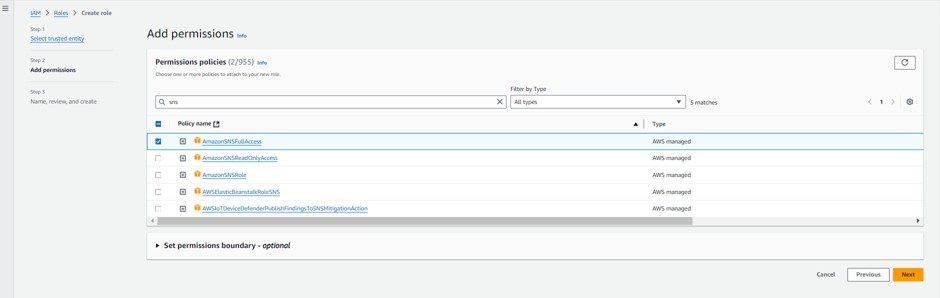 IAM > Roles > Create role
Step 1
Select trusted entity
Step 2
Add permissions
Step 3
Name, review, and create
Add permissions Info
Permissions policies (2/955) Info
Choose one or more policies to attach to your new role.
Filter by Type
sns
All types
5 matches
1
Policy name
Type
AmazonSNSFullAccess
AWS managed
AmazonSNSReadOnlyAccess
AWS managed
AmazonSNSRole
AWS managed
AWSElasticBeanstalkRoleSNS
AWS managed
AWSIoTDeviceDefenderPublishFindingsToSNSMitigationAction
AWS managed
Set permissions boundary - optional
Cancel
Previous
Next